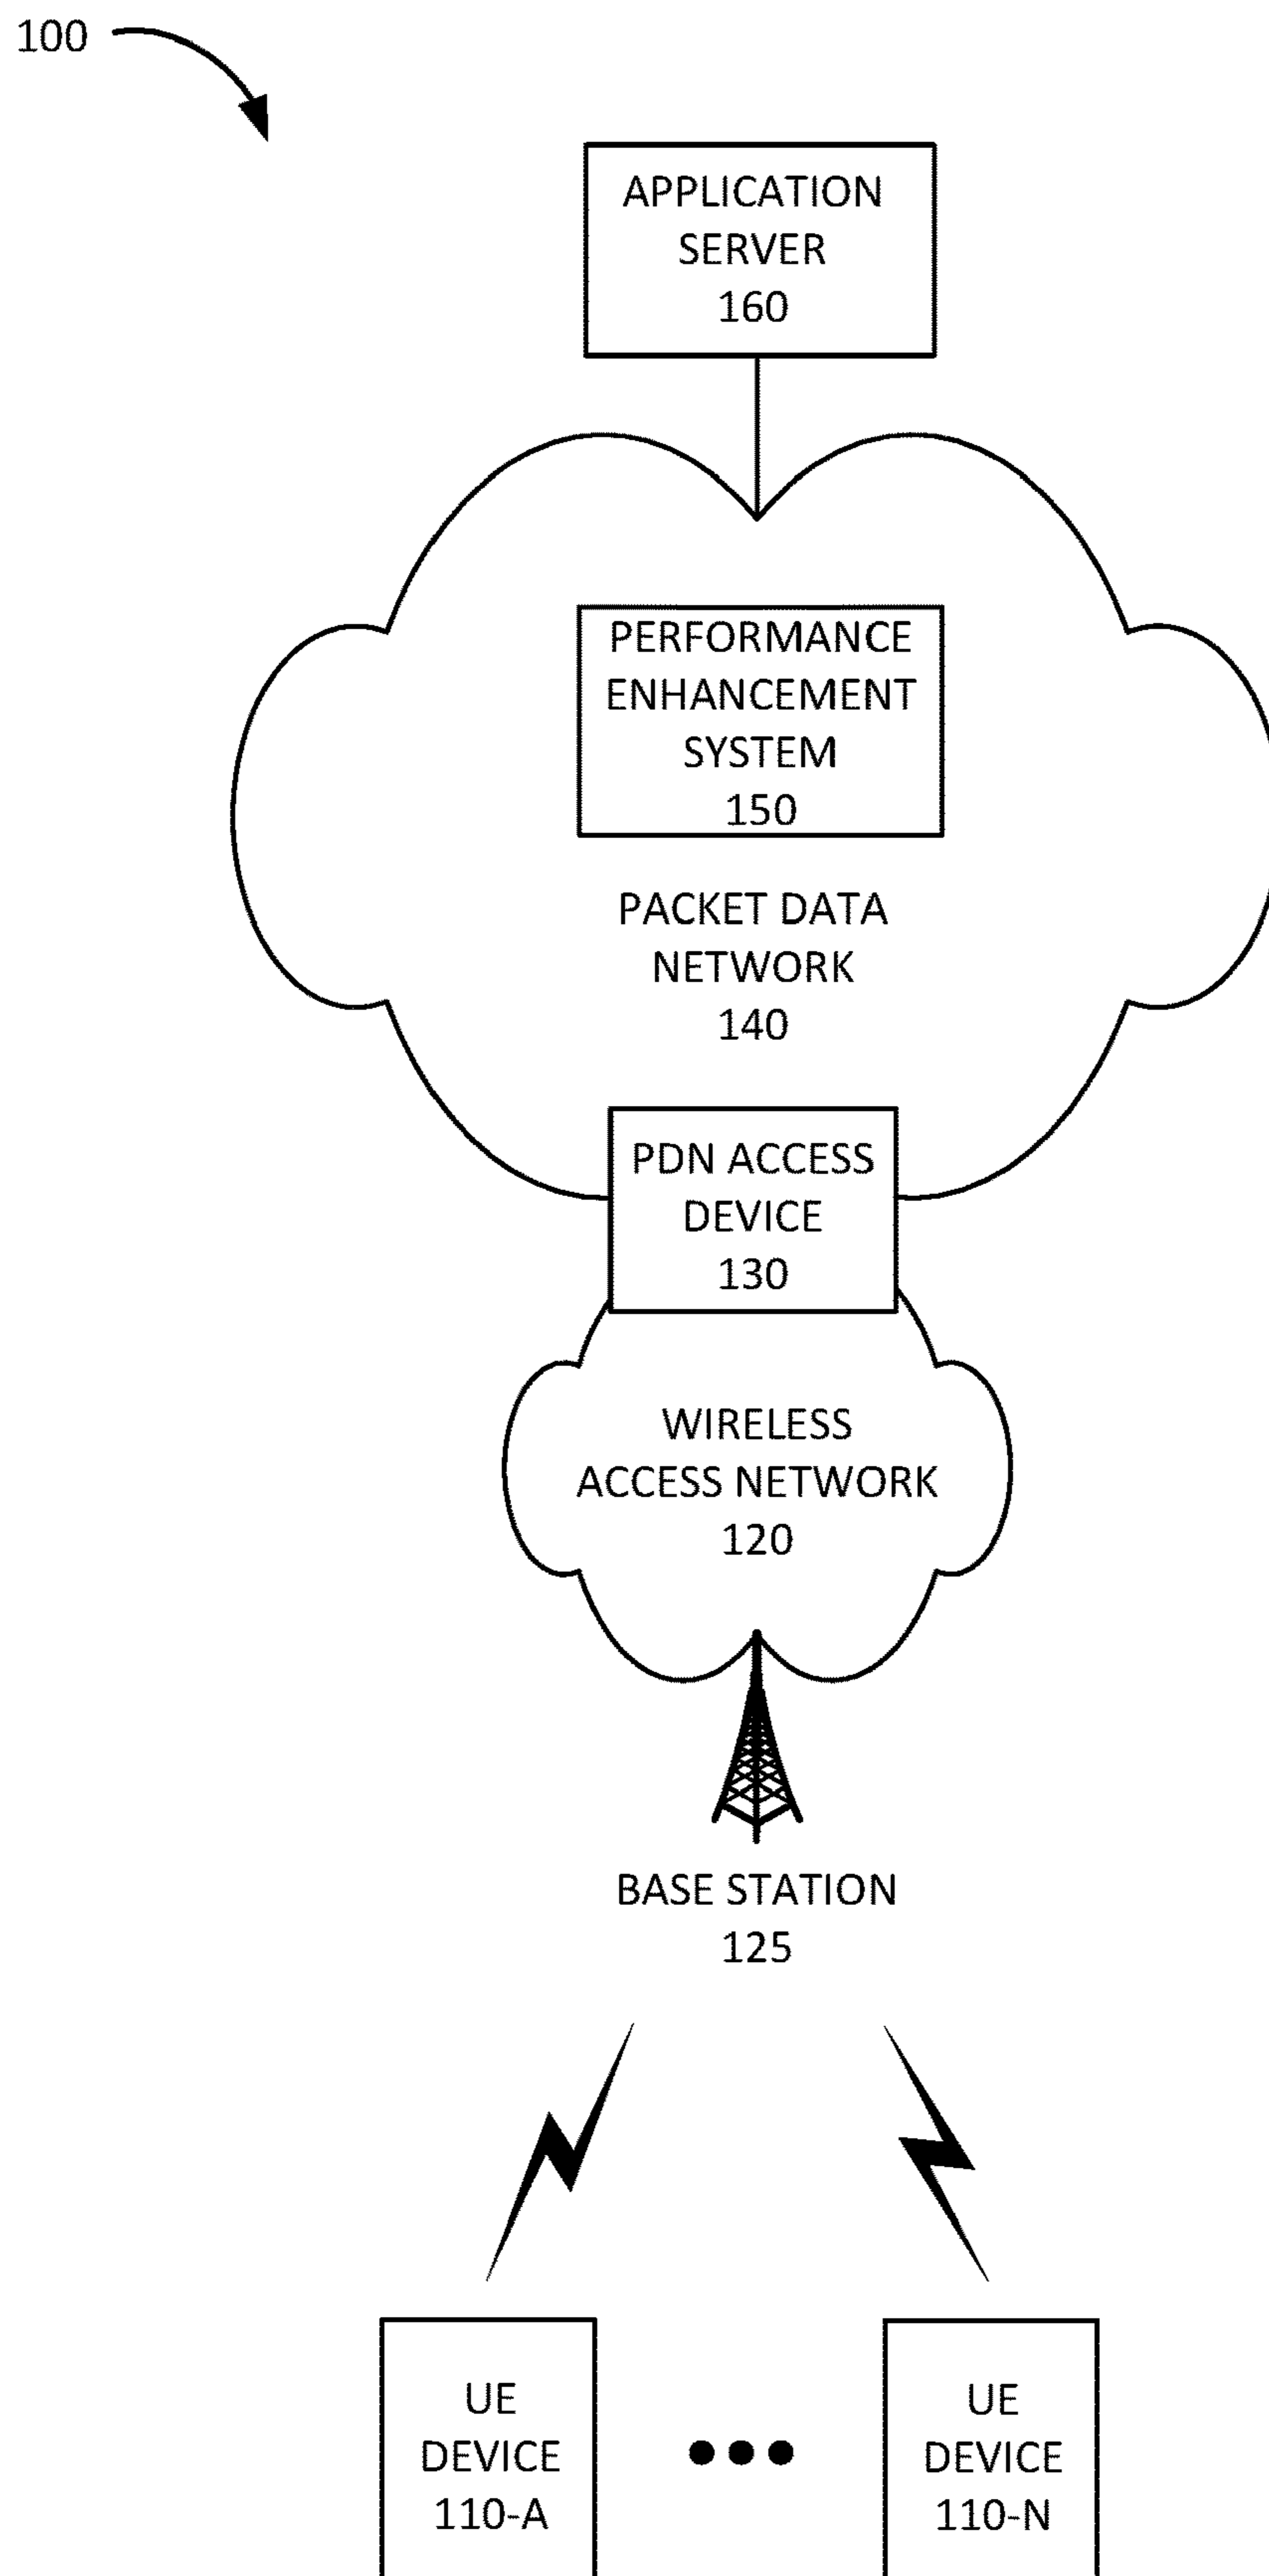 100
APPLICATION
SERVER
160
PERFORMANCE
ENHANCEMENT
SYSTEM
150
PACKET DATA
NETWORK
140
PDN ACCESS
DEVICE
130
WIRELESS
ACCESS NETWORK
120
BASE STATION
125
UE
DEVICE
110-A
UE
DEVICE
110-N